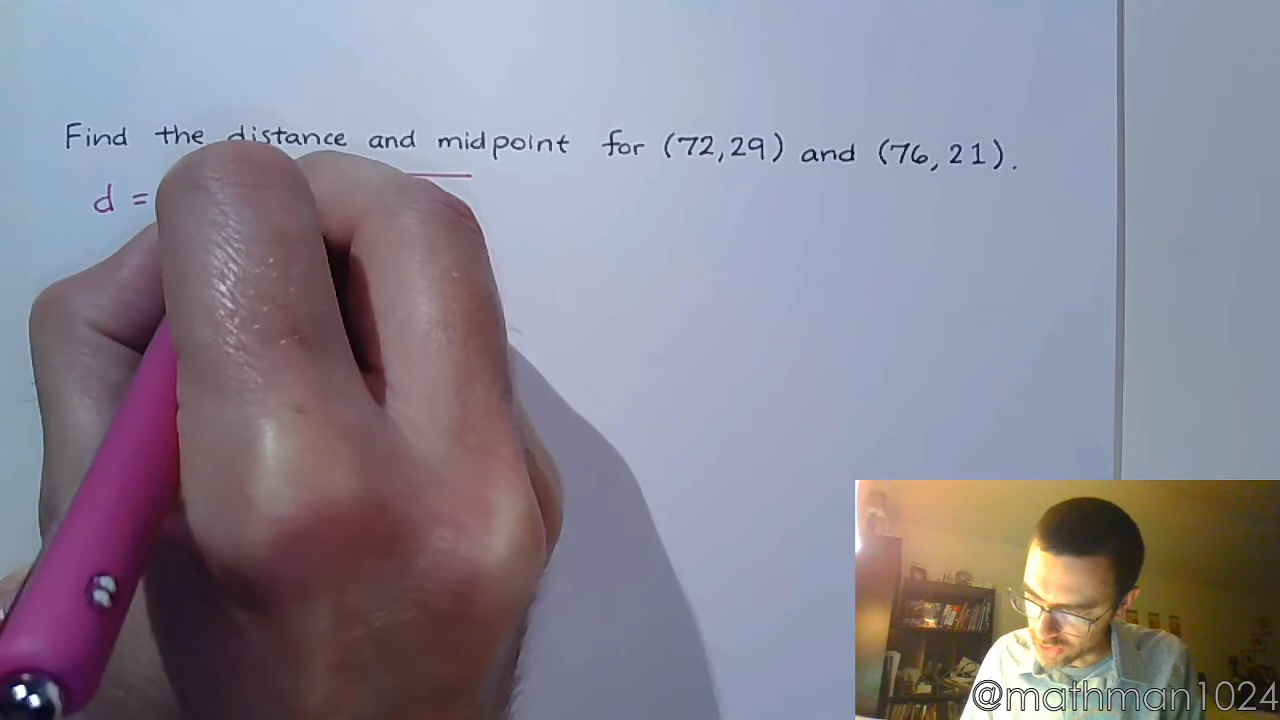 Find the distance and midpoint for (72,29) and (76,21).
d =
@mathman1024